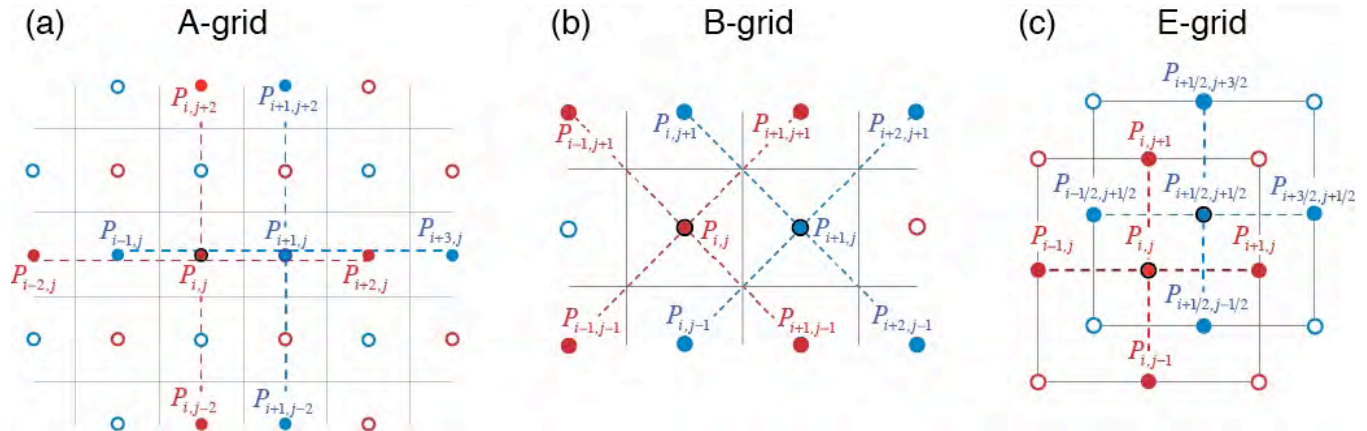 (a) A-grid
P_{i,j+2} P_{i+1,j+2}
P_{i-1,j} P_{i+1,j} P_{i+3,j}
P_{i-2,j} P_{i,j} P_{i+2,j}
P_{i,j-2} P_{i+1,j-2}
(b) B-grid
P_{i-1,j+1} P_{i,j+1} P_{i+1,j+1} P_{i+2,j+1}
P_{i,j} P_{i+1,j}
P_{i-1,j-1} P_{i,j-1} P_{i+1,j-1} P_{i+2,j-1}
(c) E-grid
P_{i+1/2,j+3/2}
P_{i,j+1}
P_{i-1/2,j+1/2} P_{i+1/2,j+1/2} P_{i+3/2,j+1/2}
P_{i-1,j} P_{i,j} P_{i+1,j}
P_{i+1/2,j-1/2}
P_{i,j-1}